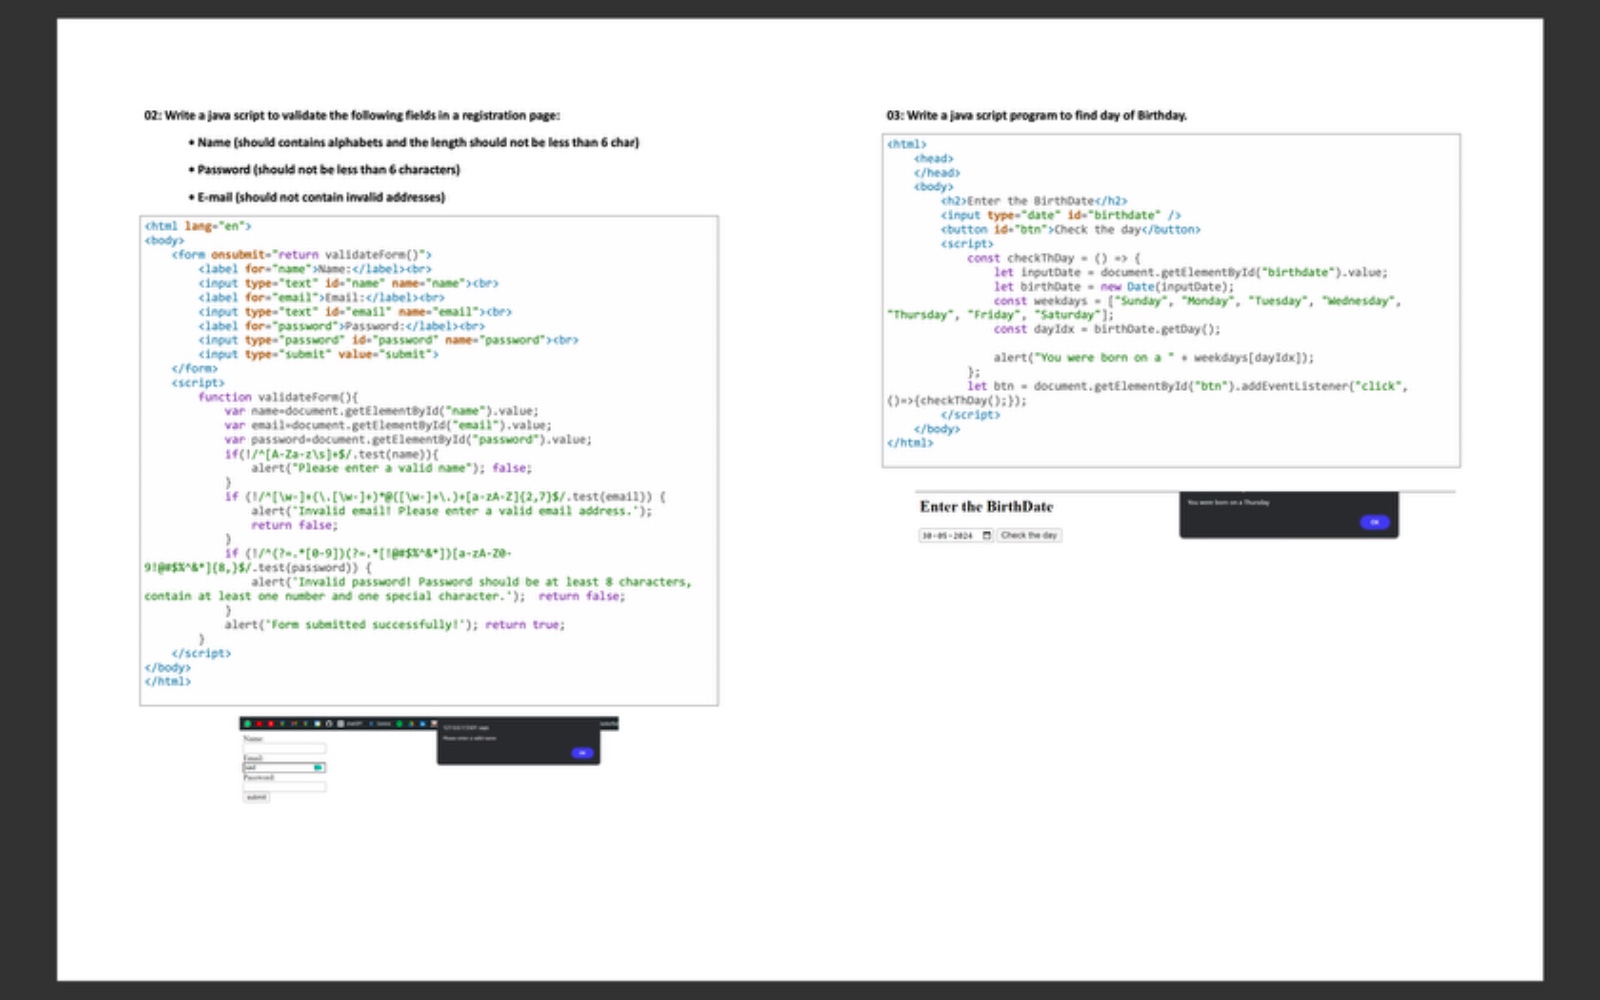 02: Write a java script to validate the following fields in a registration page:
• Name (should contains alphabets and the length should not be less than 6 char)
• Password (should not be less than 6 characters)
• E-mail (should not contain invalid addresses)
<html lang="en">
<body>
<form onsubmit="return validateForm()">
<label for="name">Name:</label><br>
<input type="text" id="name" name="name"><br>
<label for="email">Email:</label><br>
<input type="text" id="email" name="email"><br>
<label for="password">Password:</label><br>
<input type="password" id="password" name="password"><br>
<input type="submit" value="submit">
</form>
<script>
function validateForm(){
var name=document.getElementById("name").value;
var email=document.getElementById("email").value;
var password=document.getElementById("password").value;
if(!/^[A-Za-z\s]+$/.test(name)){
alert("Please enter a valid name"); false;
}
if (!/^[\w-]+(\.[\w-]+)*@([\w-]+\.)+[a-zA-Z]{2,7}$/.test(email)) {
alert('Invalid email! Please enter a valid email address.');
return false;
}
if (!/^(?=.*[0-9])(?=.*[!@#$%^&*])[a-zA-Z0-
9!@#$%^&*]{8,}$/.test(password)) {
alert('Invalid password! Password should be at least 8 characters,
contain at least one number and one special character.'); return false;
}
alert('Form submitted successfully!'); return true;
}
</script>
</body>
</html>
Name:
Email:
Password:
submit
Please enter a valid name
OK
03: Write a java script program to find day of Birthday.
<html>
<head>
</head>
<body>
<h2>Enter the BirthDate</h2>
<input type="date" id="birthdate" />
<button id="btn">Check the day</button>
<script>
const checkThDay = () => {
let inputDate = document.getElementById("birthdate").value;
let birthDate = new Date(inputDate);
const weekdays = ["Sunday", "Monday", "Tuesday", "Wednesday",
"Thursday", "Friday", "Saturday"];
const dayIdx = birthDate.getDay();
alert("You were born on a " + weekdays[dayIdx]);
};
let btn = document.getElementById("btn").addEventListener("click",
()=>{checkThDay();});
</script>
</body>
</html>
Enter the BirthDate
30-05-2024 Check the day
You were born on a Thursday
OK